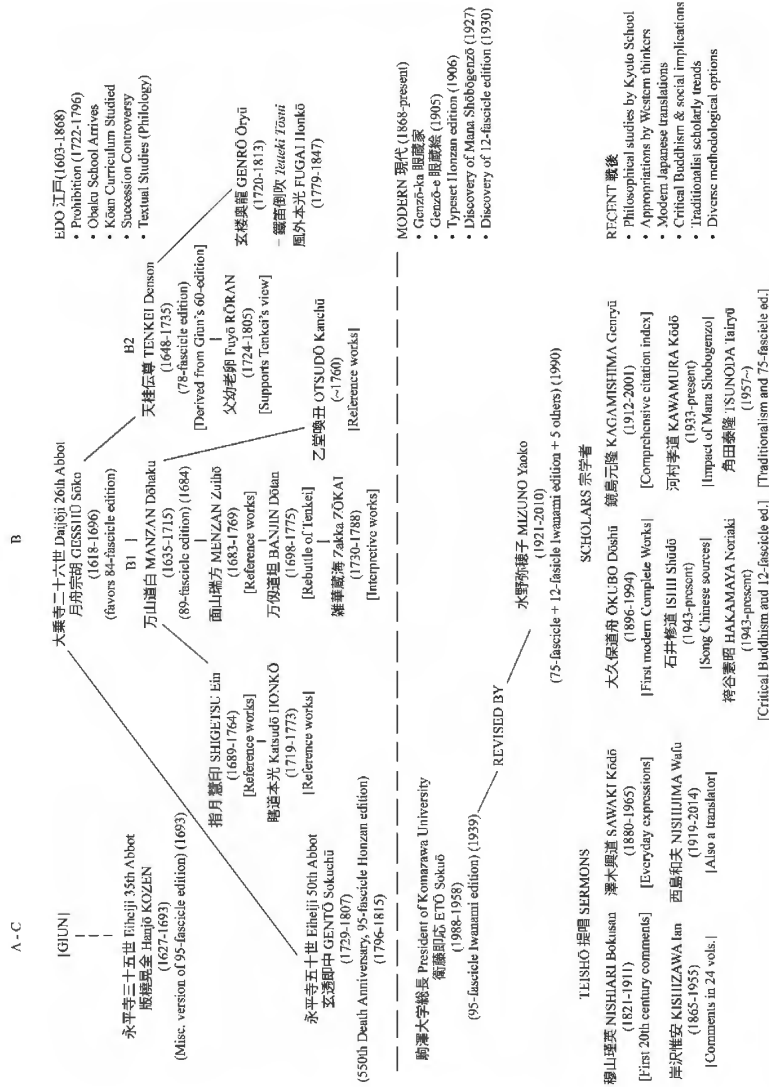 A - C
B
[GIUN]
永平寺三十五世 Eiheiji 35th Abbot
版橈晃全 Hanjō KOZEN
(1627-1693)
(Misc. version of 95-fascicle edition) (1693)
永平寺五十世 Eiheiji 50th Abbot
玄透即中 GENTŌ Sokuchū
(1729-1807)
(550th Death Anniversary, 95-fascicle Honzan edition)
(1796-1815)
大乗寺二十六世 Daijōji 26th Abbot
月舟宗胡 GESSHŪ Sōko
(1618-1696)
(favors 84-fascicle edition)
B1
万山道白 MANZAN Dōhaku
(1635-1715)
(89-fascicle edition) (1684)
面山瑞方 MENZAN Zuihō
(1683-1769)
[Reference works]
万仭道坦 BANJIN Dōtan
(1698-1775)
[Rebuttle of Tenkei]
雑華蔵海 Zakka ZŌKAI
(1730-1788)
[Interpretive works]
指月慧印 SHIGETSU Ein
(1689-1764)
[Reference works]
瞎道本光 Katsudō HONKŌ
(1719-1773)
[Reference works]
B2
天桂伝尊 TENKEI Denson
(1648-1735)
(78-fascicle edition)
[Derived from Giun's 60-edition]
父幼老卵 Fuyō RŌRAN
(1724-1805)
[Supports Tenkei's view]
乙堂喚丑 OTSUDŌ Kanchū
(~1760)
[Reference works]
玄楼奥龍 GENRŌ Ōryū
(1720-1813)
鐵笛倒吹 Tetteki Tōsui
風外本光 FUGAI Honkō
(1779-1847)
EDO 江戸(1603-1868)
• Prohibition (1722-1796)
• Obaku School Arrives
• Kōan Curriculum Studied
• Succession Controversy
• Textual Studies (Philology)
駒澤大学総長 President of Komazawa University
衞藤即応 ETŌ Sokuō
(1988-1958)
(95-fascicle Iwanami edition) (1939)
REVISED BY
水野弥穂子 MIZUNO Yaoko
(1921-2010)
(75-fascicle + 12-fasicle Iwanami edition + 5 others) (1990)
MODERN 現代 (1868-present)
• Genzō-ka 眼蔵家
• Genzō-e 眼蔵絵 (1905)
• Typeset Honzan edition (1906)
• Discovery of Mana Shōbōgenzō (1927)
• Discovery of 12-fascicle edition (1930)
TEISHŌ 提唱 SERMONS
穆山瑾英 NISHIARI Bokusan
(1821-1911)
[First 20th century comments]
岸沢惟安 KISHIZAWA Ian
(1865-1955)
[Comments in 24 vols.]
澤木興道 SAWAKI Kōdō
(1880-1965)
[Everyday expressions]
西島和夫 NISHIJIMA Wafu
(1919-2014)
[Also a translator]
SCHOLARS 宗学者
大久保道舟 ŌKUBO Dōshū
(1896-1994)
[First modern Complete Works]
石井修道 ISHII Shūdō
(1943-present)
[Song Chinese sources]
袴谷憲昭 HAKAMAYA Noriaki
(1943-present)
[Critical Buddhism and 12-fascicle ed.]
鏡島元隆 KAGAMISHIMA Genryū
(1912-2001)
[Comprehensive citation index]
河村孝道 KAWAMURA Kōdō
(1933-present)
[Impact of Mana Shobogenzo]
角田泰隆 TSUNODA Tairyū
(1957~)
[Traditionalism and 75-fascicle ed.]
RECENT 戦後
• Philosophical studies by Kyoto School
• Appropriations by Western thinkers
• Modern Japanese translations
• Critical Buddhism & social implications
• Traditionalist scholarly trends
• Diverse methodological options